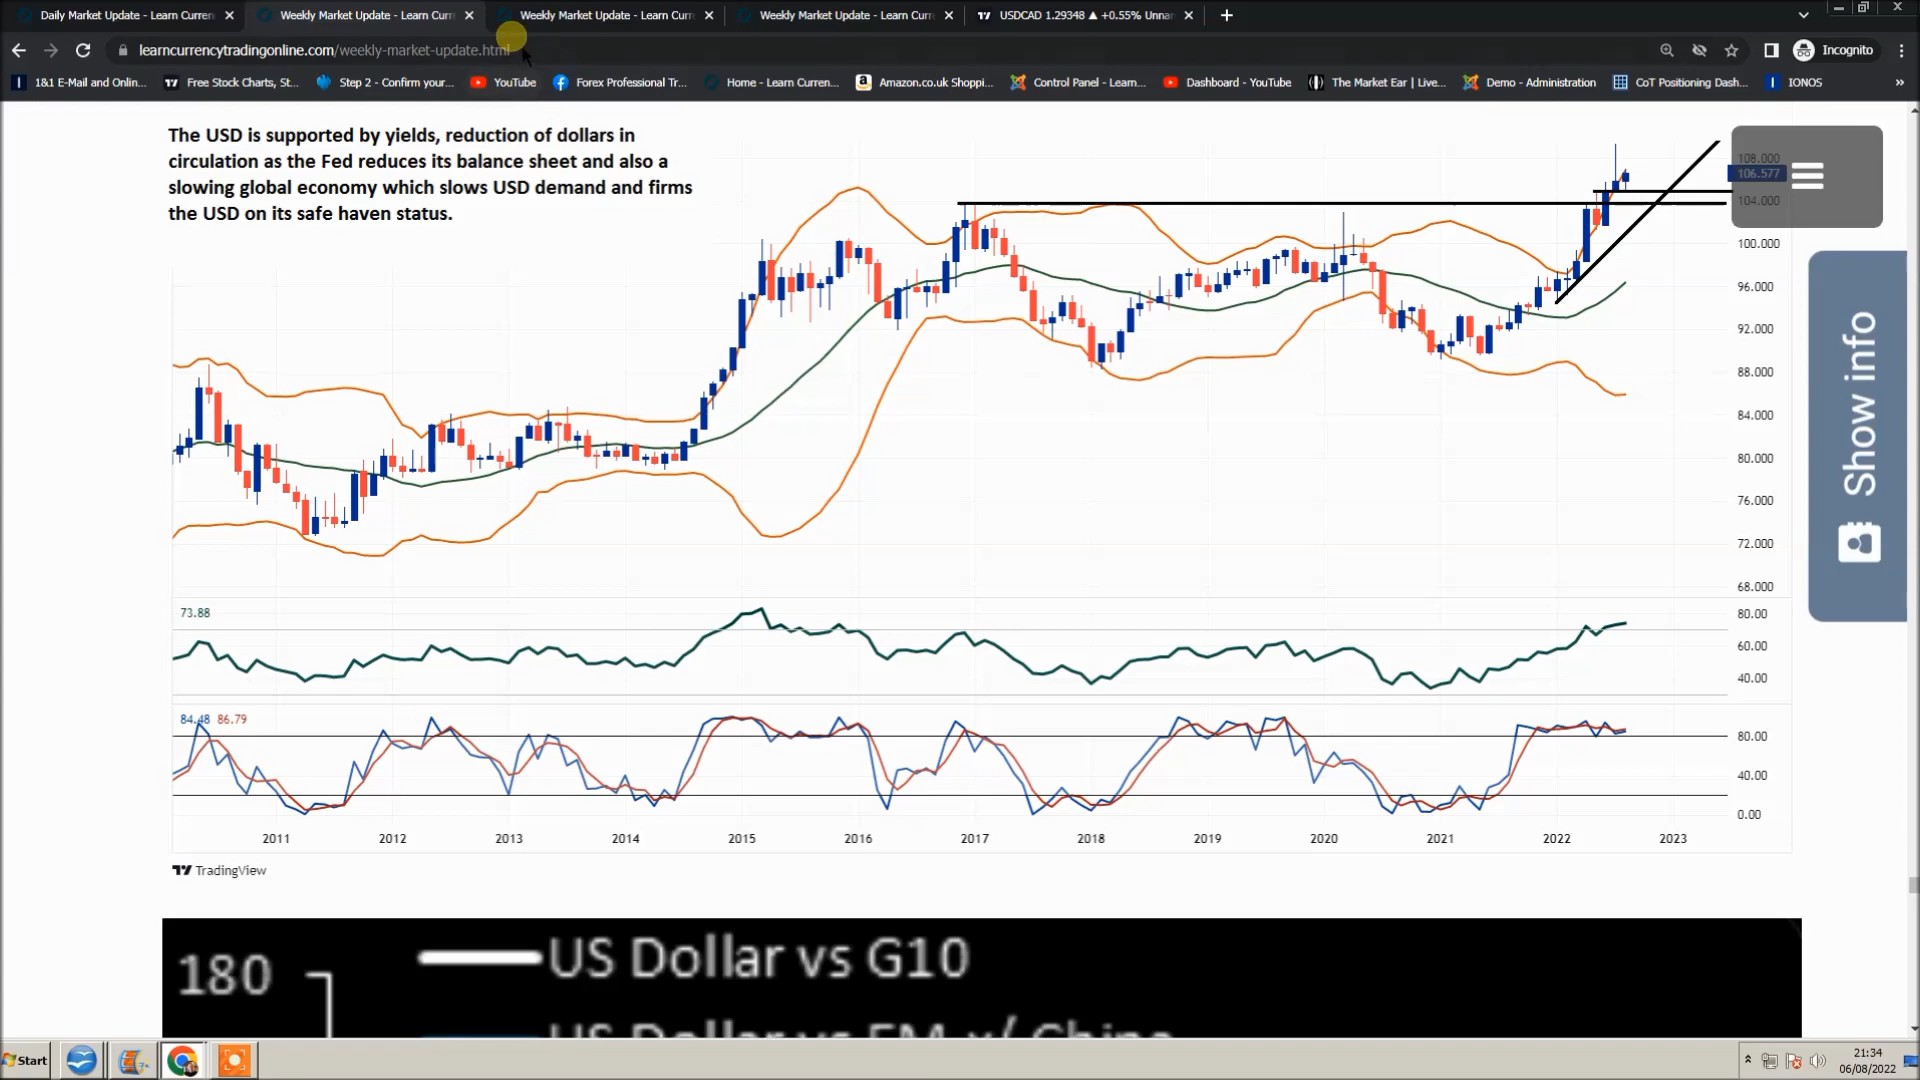 Daily Market Update - Learn Curren
Weekly Market Update - Learn Curr
Weekly Market Update - Learn Curr
Weekly Market Update - Learn Curr
USDCAD 1.29348 ▲ +0.55% Unna
learncurrencytradingonline.com/weekly-market-update.html
Incognito
1&1 E-Mail and Onlin...
Free Stock Charts, St...
Step 2 - Confirm your...
YouTube
Forex Professional Tr...
Home - Learn Curren...
Amazon.co.uk Shoppi...
Control Panel - Learn...
Dashboard - YouTube
The Market Ear | Live...
Demo - Administration
CoT Positioning Dash...
IONOS
The USD is supported by yields, reduction of dollars in
circulation as the Fed reduces its balance sheet and also a
slowing global economy which slows USD demand and firms
the USD on its safe haven status.
108.000
106.577
104.000
100.000
96.000
92.000
88.000
84.000
80.000
76.000
72.000
68.000
Show info
73.88
80.00
60.00
40.00
84.48 86.79
80.00
40.00
0.00
2011 2012 2013 2014 2015 2016 2017 2018 2019 2020 2021 2022 2023
TradingView
US Dollar vs G10
180
US Dollar vs EM x/ China
Start
21:34
06/08/2022